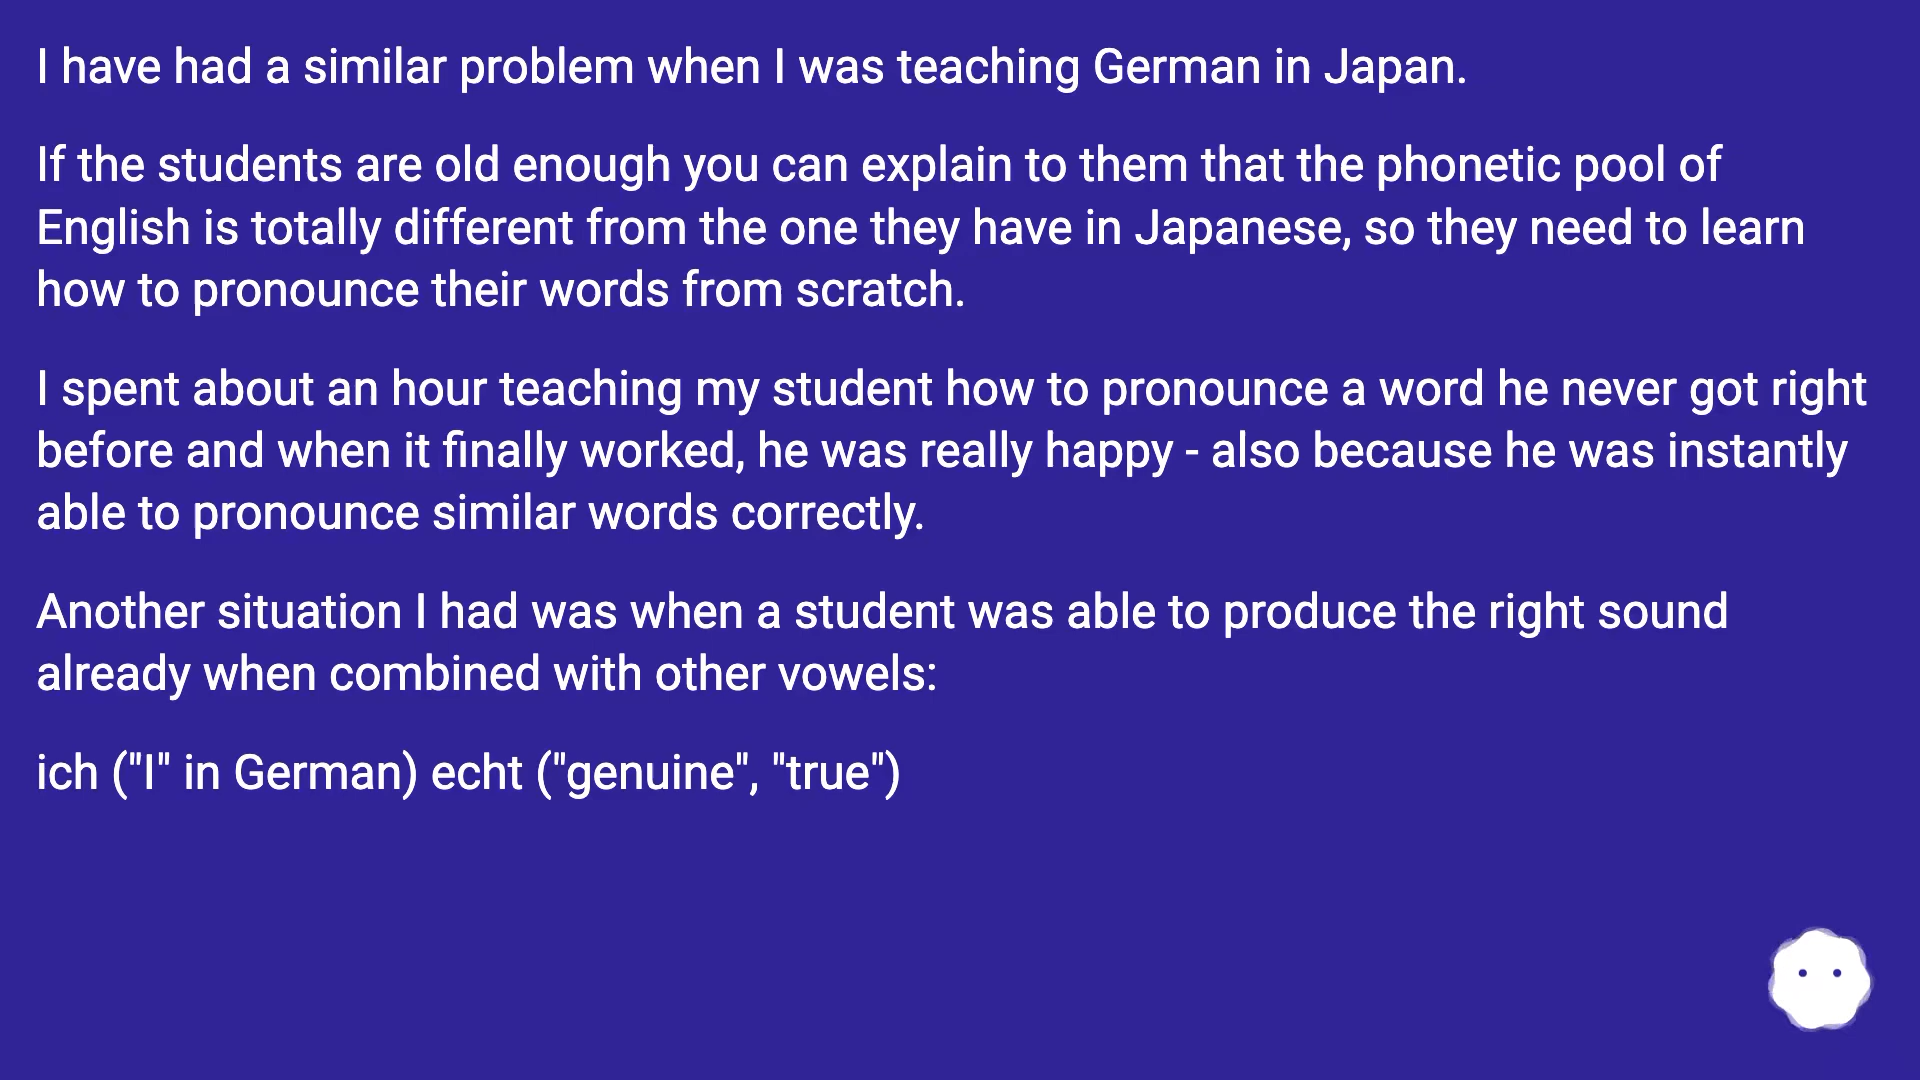 I have had a similar problem when I was teaching German in Japan.
If the students are old enough you can explain to them that the phonetic pool of
English is totally different from the one they have in Japanese, so they need to learn
how to pronounce their words from scratch.
I spent about an hour teaching my student how to pronounce a word he never got right
before and when it finally worked, he was really happy - also because he was instantly
able to pronounce similar words correctly.
Another situation I had was when a student was able to produce the right sound
already when combined with other vowels:
ich ("I" in German) echt ("genuine", "true")